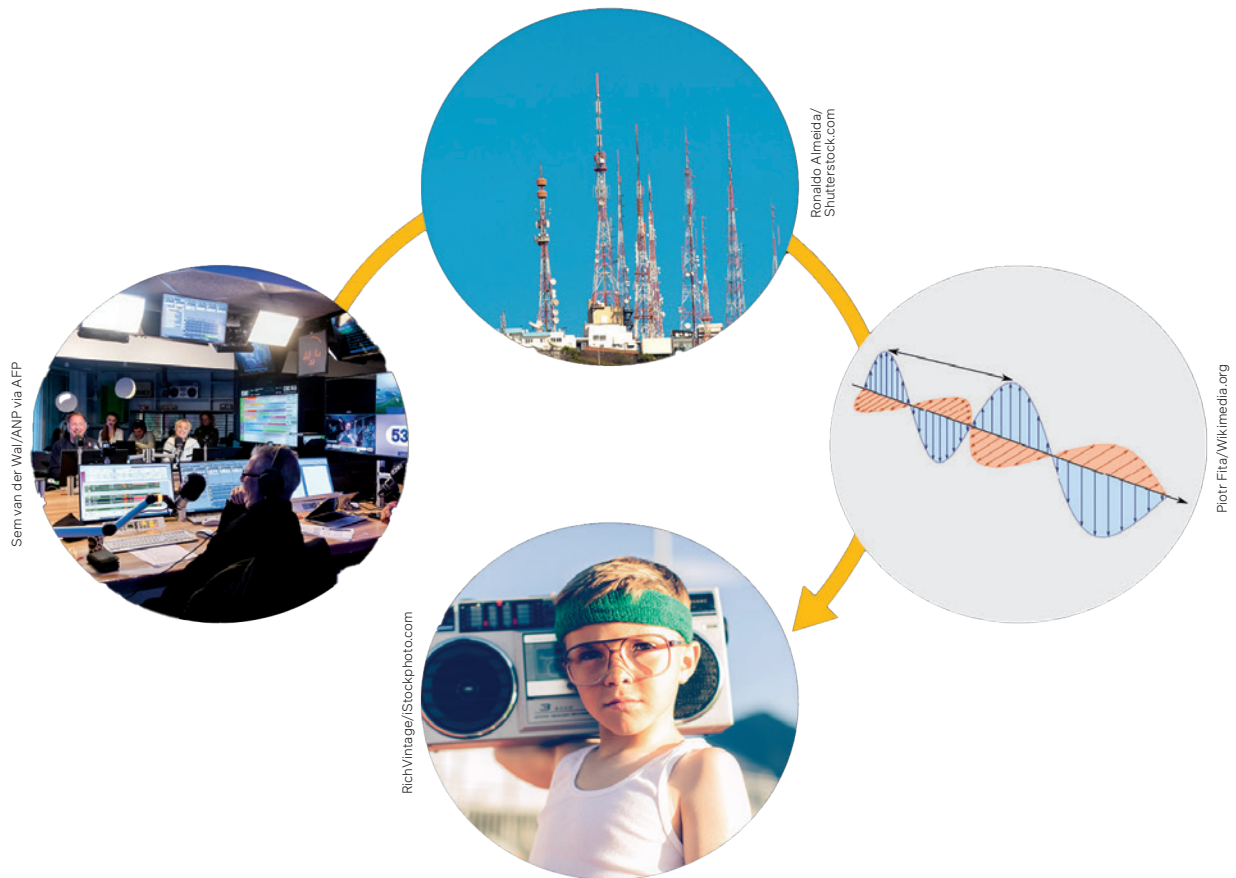 Ronaldo Almeida/
Shutterstock.com
Sem van der Wal/ANP via AFP
53
Piotr Fita/Wikimedia.org
RichVintage/iStockphoto.com
3